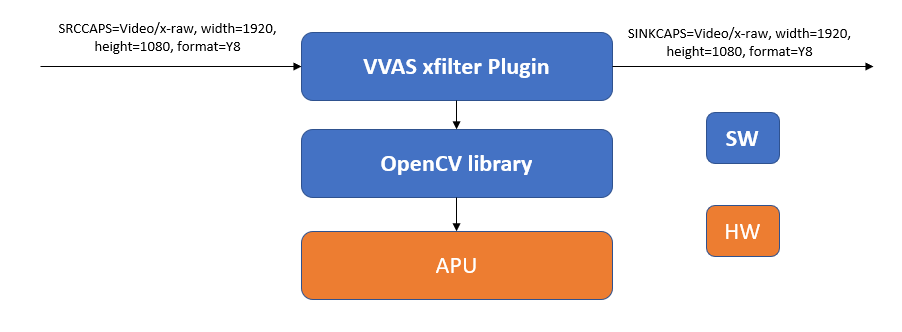 SRCCAPS=Video/x-raw, width=1920,
height=1080, format=Y8
SINKCAPS=Video/x-raw, width=1920,
height=1080, format=Y8
VVAS xfilter Plugin
OpenCV library
SW
APU
HW